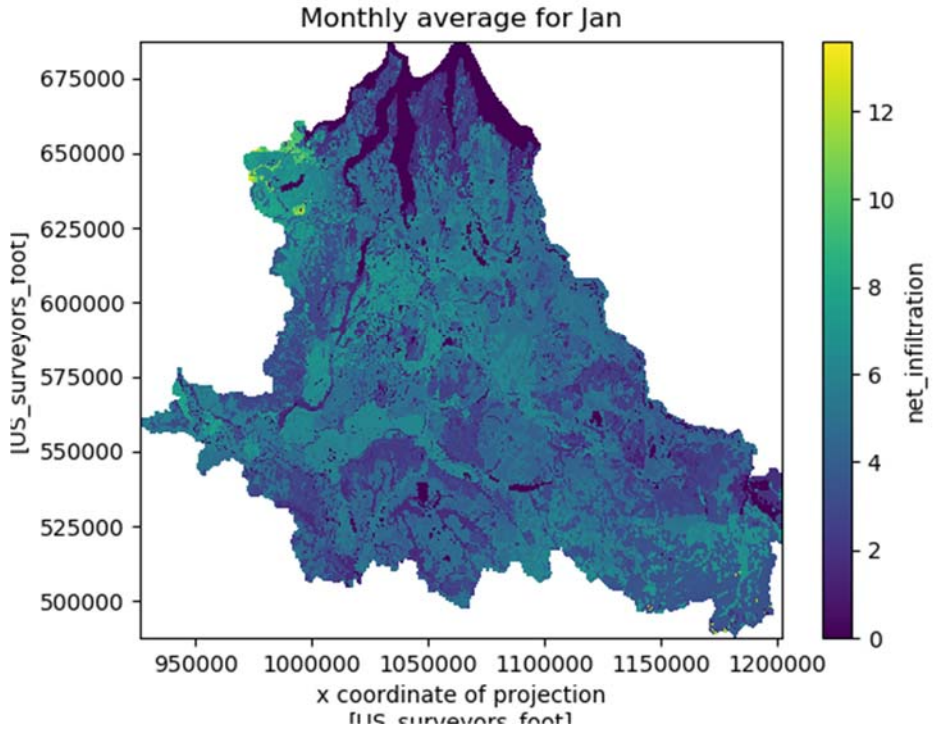 Monthly average for Jan
675000
650000
625000
600000
575000
550000
525000
500000
[US_surveyors_foot]
950000 1000000 1050000 1100000 1150000 1200000
x coordinate of projection
[US_surveyors_foot]
12
10
8
6
4
2
0
net_infiltration